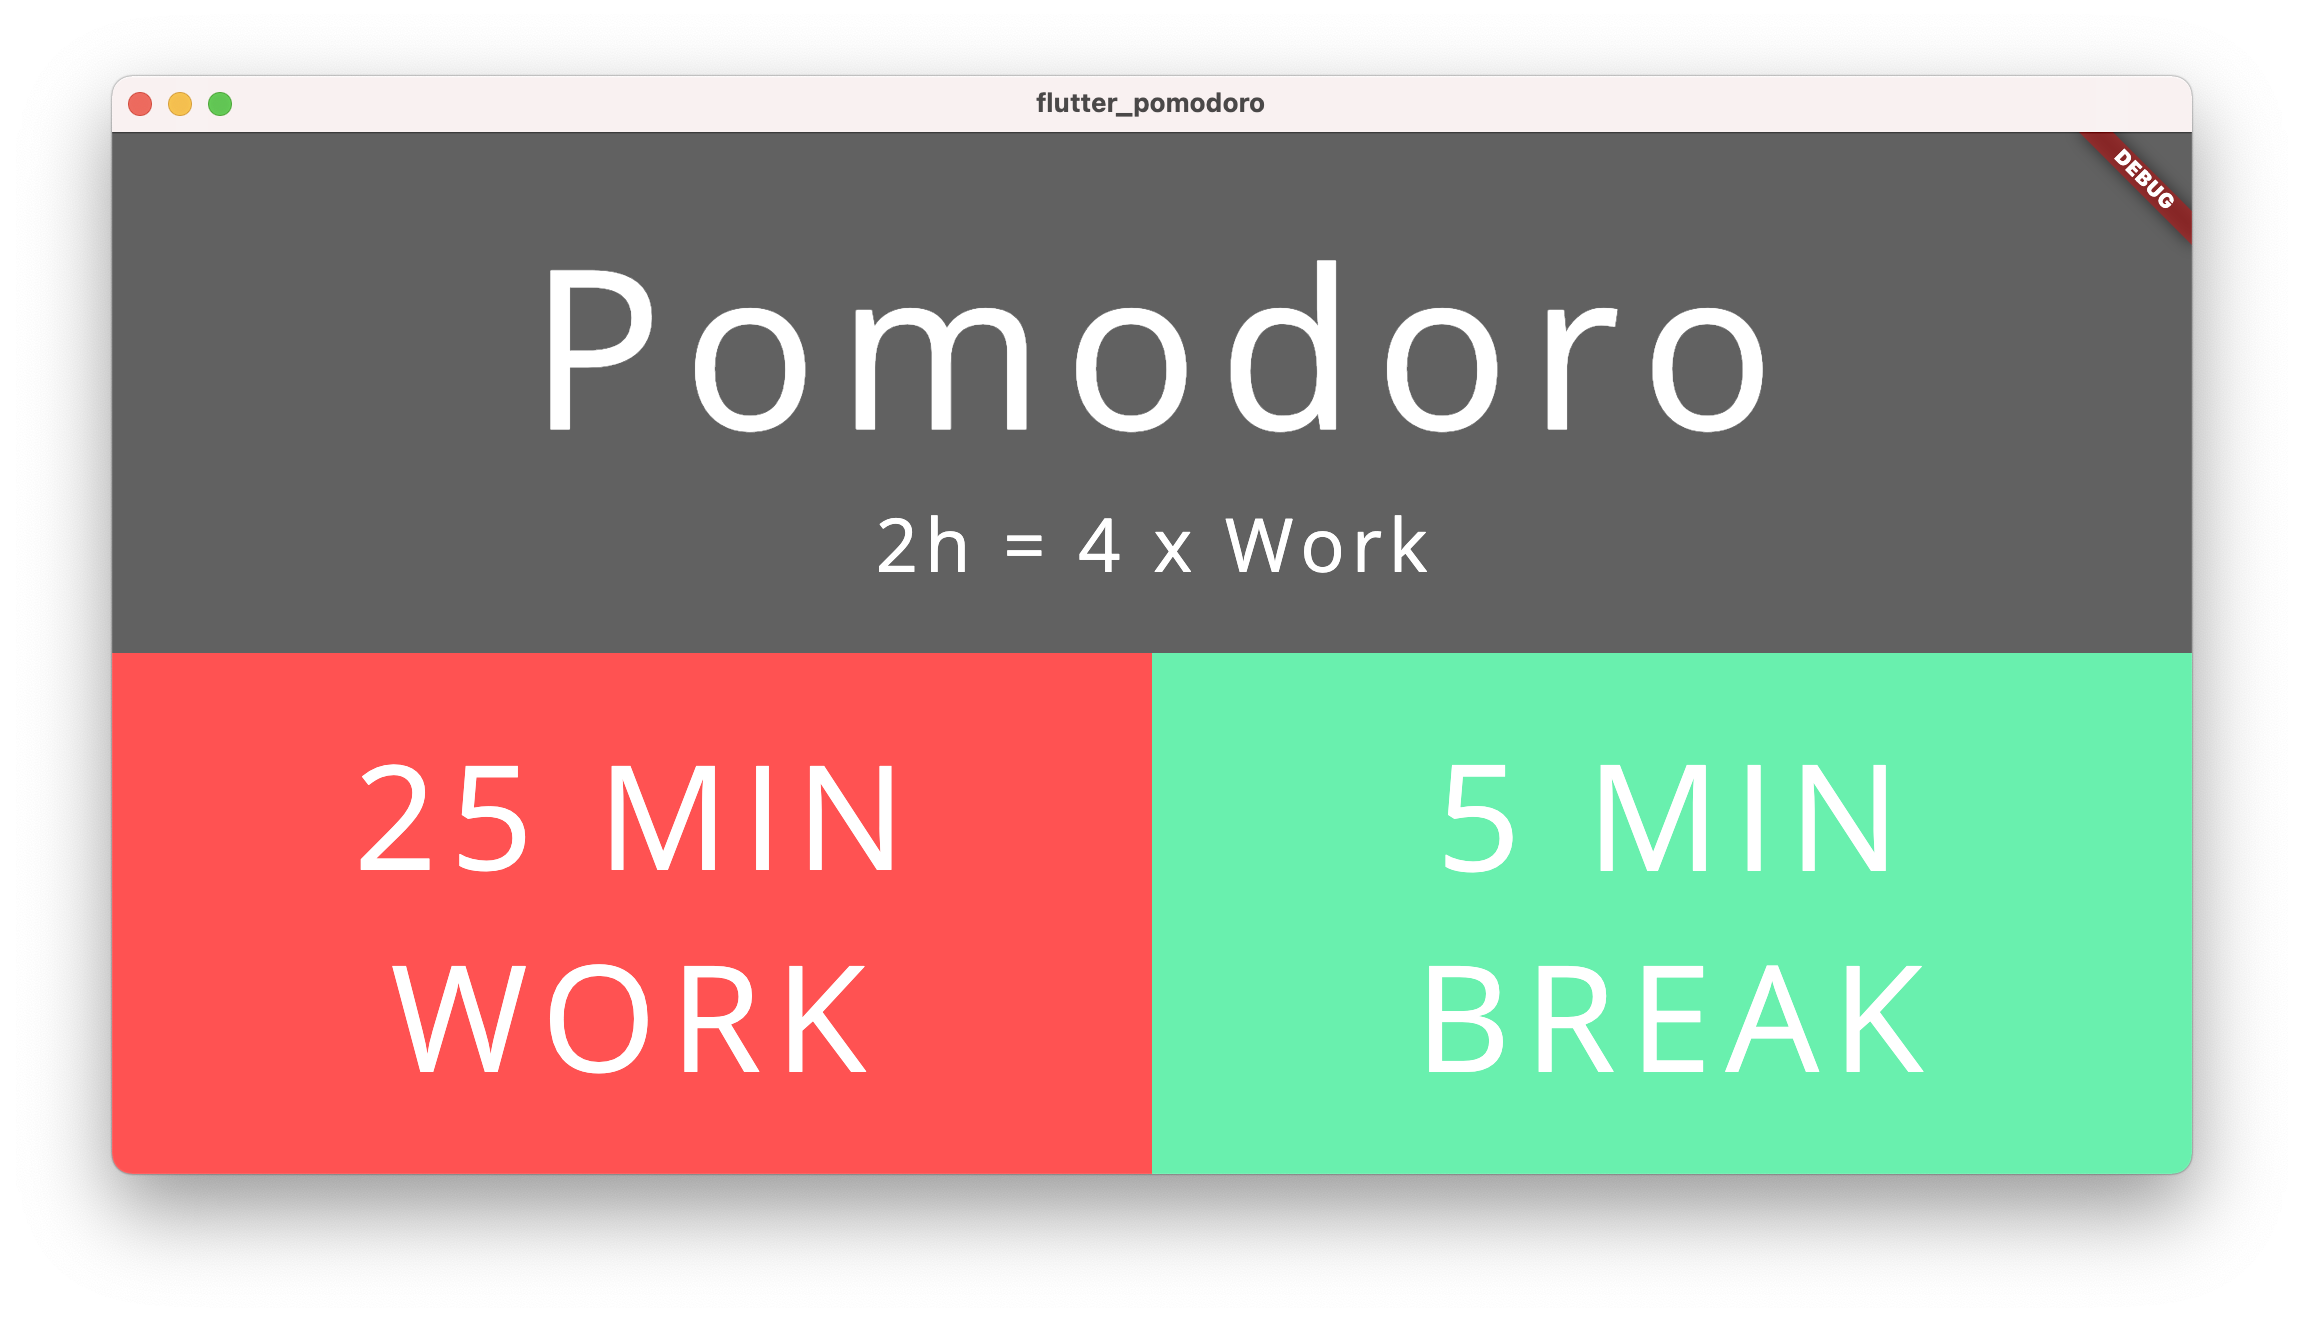 flutter_pomodoro
DEBUG
Pomodoro
2h = 4 x Work
25 MIN
WORK
5 MIN
BREAK